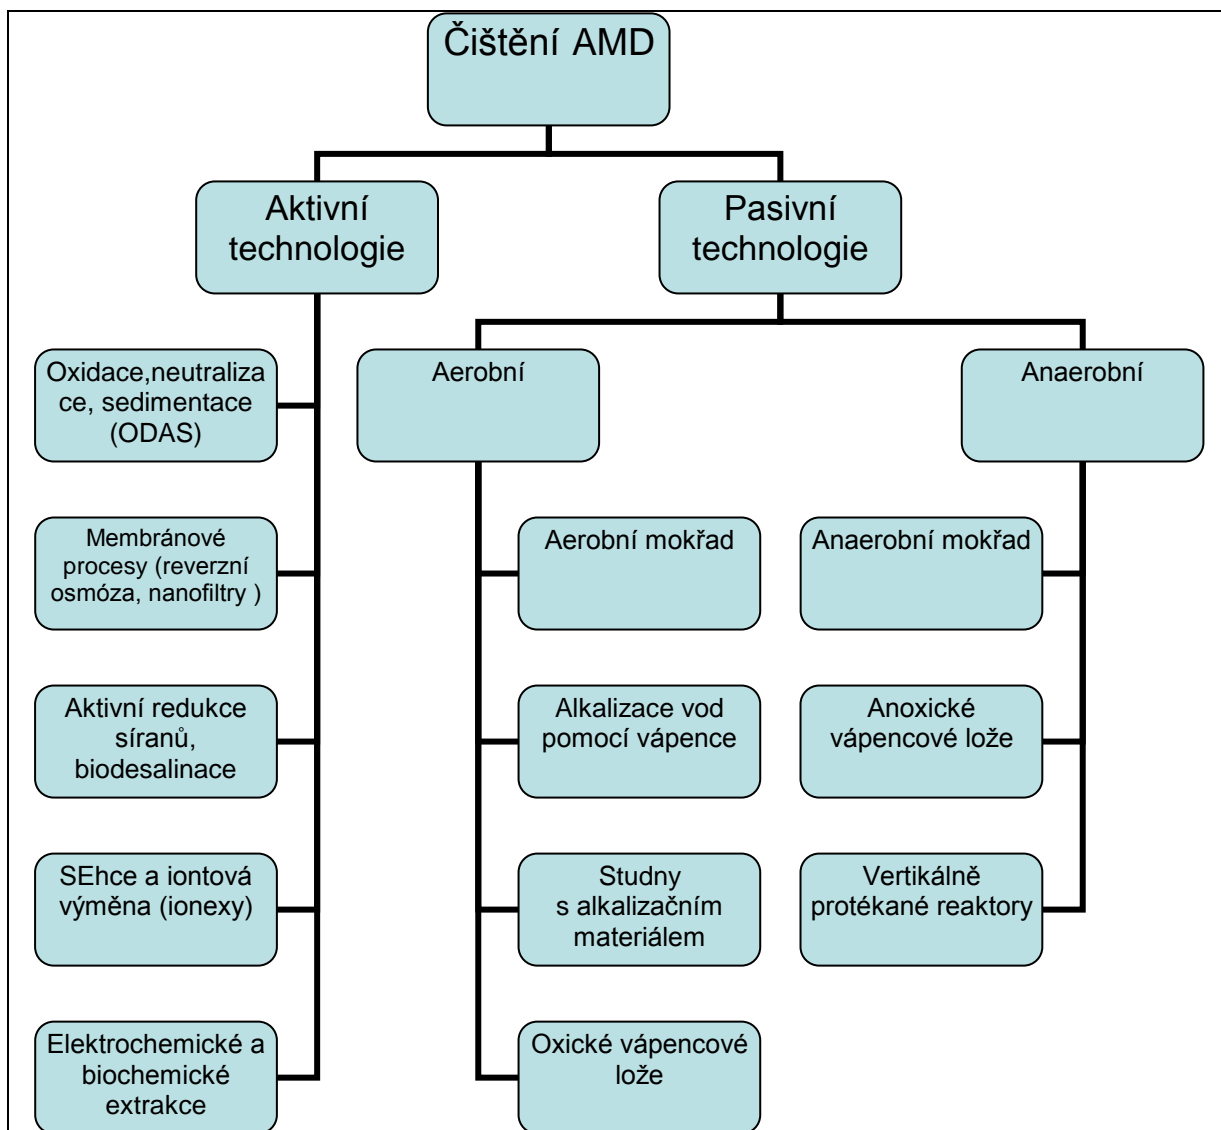 Čištění AMD
Aktivní
technologie
Pasivní
technologie
Oxidace,neutraliza
ce, sedimentace
(ODAS)
Aerobní
Anaerobní
Membránové
procesy (reverzní
osmóza, nanofiltry )
Aerobní mokřad
Anaerobní mokřad
Aktivní redukce
síranů,
biodesalinace
Alkalizace vod
pomocí vápence
Anoxické
vápencové lože
SEhce a iontová
výměna (ionexy)
Studny
s alkalizačním
materiálem
Vertikálně
protékané reaktory
Elektrochemické a
biochemické
extrakce
Oxické vápencové
lože